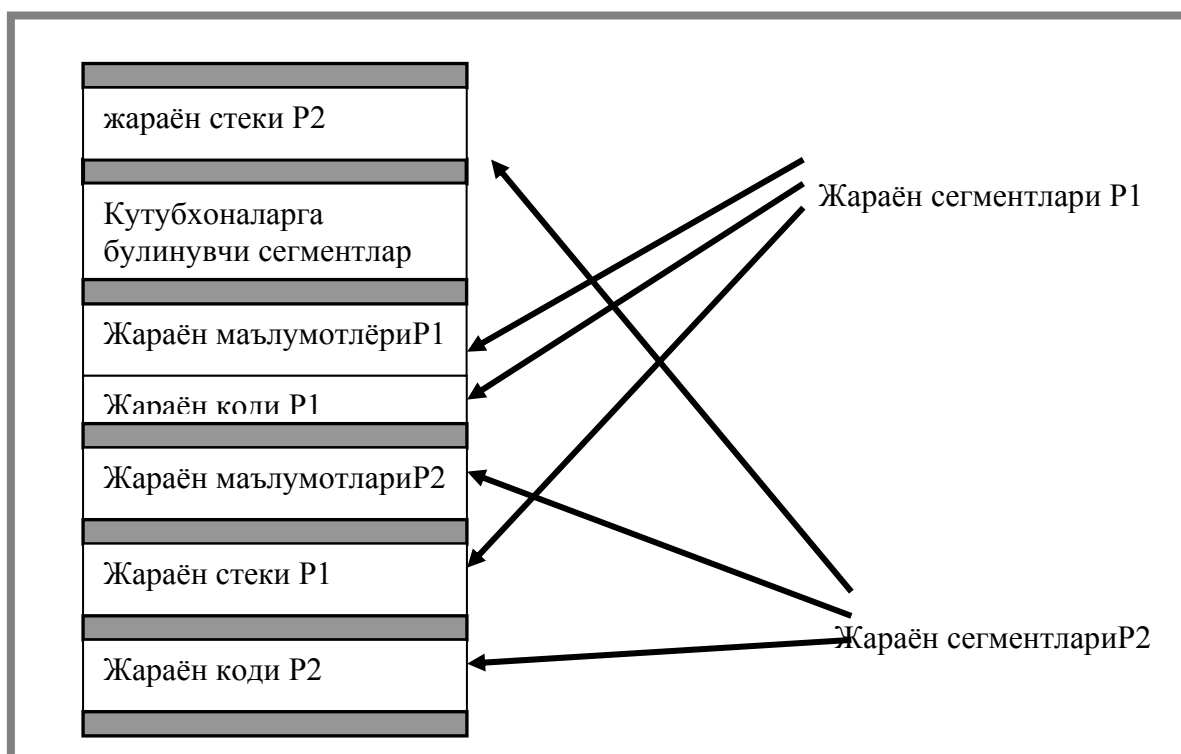 жараён стеки P2
Жараён сегментлари P1
Кутубхоналарга
булинувчи сегментлар
Жараён маълумотлёриP1
Жараён коди P1
Жараён маълумотлариP2
Жараён стеки P1
Жараён сегментлариP2
Жараён коди P2